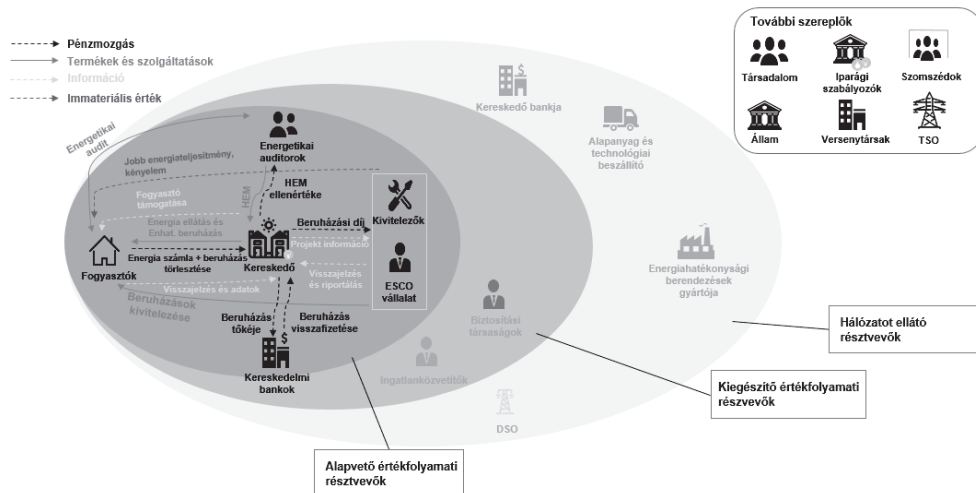 Pénzmozgás
Termékek és szolgáltatások
Információ
Immateriális érték
További szereplők
Társadalom
Iparági
szabályozók
Szomszédok
Állam
Versenytársak
TSO
Kereskedő bankja
Alapanyag és
technológiai
beszállító
Energiahatékonysági
berendezések
gyártója
Energetikai
audit
Energetikai
auditorok
Jobb energiateljesítmény,
kényelem
HEM
HEM
ellenértéke
Fogyasztó
támogatása
Energia ellátás és
Enhat. beruházás
Beruházási díj
Kivitelezők
Projekt információ
Fogyasztók
Energia számla + beruházás
törlesztése
Kereskedő
Visszajelzés
és riportálás
ESCO
vállalat
Visszajelzés és adatok
Beruházások
kivitelezése
Beruházás
tőkéje
Beruházás
visszafizetése
Kereskedelmi
bankok
Biztosítási
társaságok
Ingatlanközvetítők
DSO
Hálózatot ellátó
résztvevők
Kiegészítő értékfolyamati
részvevők
Alapvető értékfolyamati
résztvevők